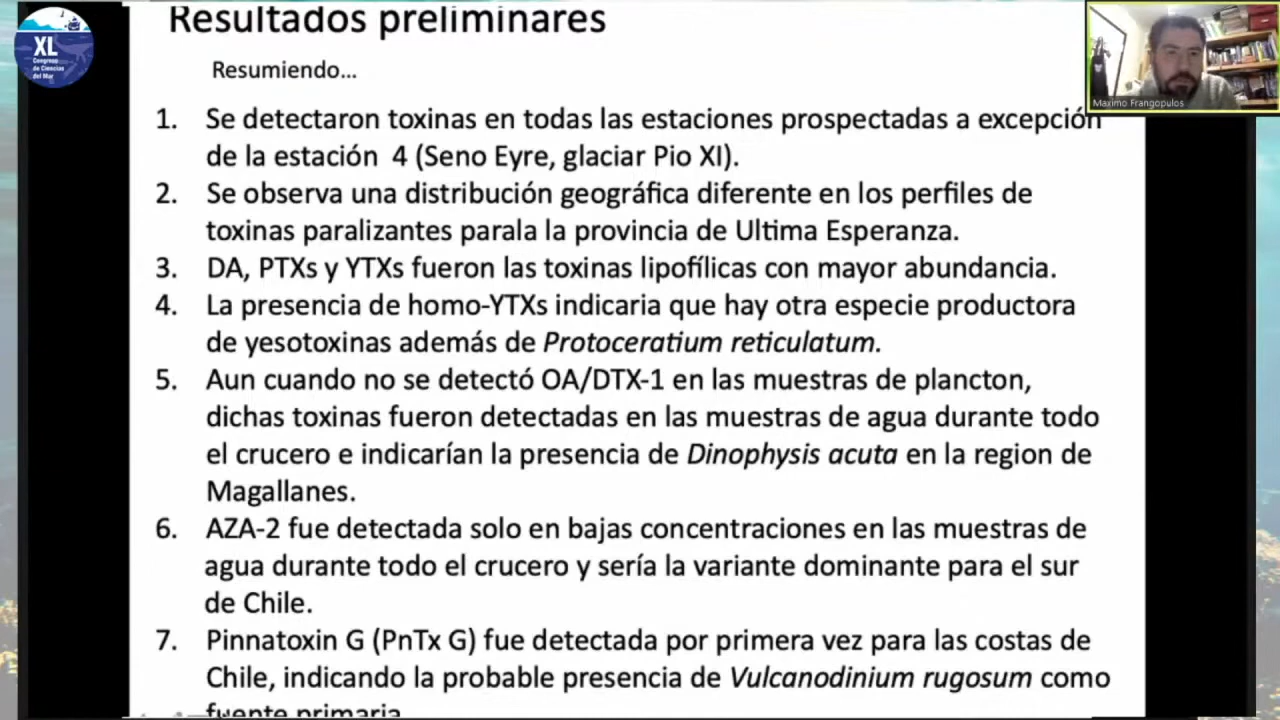 Resultados preliminares
XL
Congreso
de Ciencias
del Mar
Resumiendo...
Maximo Frangopulos
1. Se detectaron toxinas en todas las estaciones prospectadas a excepción
de la estación 4 (Seno Eyre, glaciar Pio XI).
2. Se observa una distribución geográfica diferente en los perfiles de
toxinas paralizantes parala la provincia de Ultima Esperanza.
3. DA, PTXs y YTXs fueron las toxinas lipofílicas con mayor abundancia.
4. La presencia de homo-YTXs indicaria que hay otra especie productora
de yesotoxinas además de Protoceratium reticulatum.
5. Aun cuando no se detectó OA/DTX-1 en las muestras de plancton,
dichas toxinas fueron detectadas en las muestras de agua durante todo
el crucero e indicarían la presencia de Dinophysis acuta en la region de
Magallanes.
6. AZA-2 fue detectada solo en bajas concentraciones en las muestras de
agua durante todo el crucero y sería la variante dominante para el sur
de Chile.
7. Pinnatoxin G (PnTx G) fue detectada por primera vez para las costas de
Chile, indicando la probable presencia de Vulcanodinium rugosum como
fuente primaria